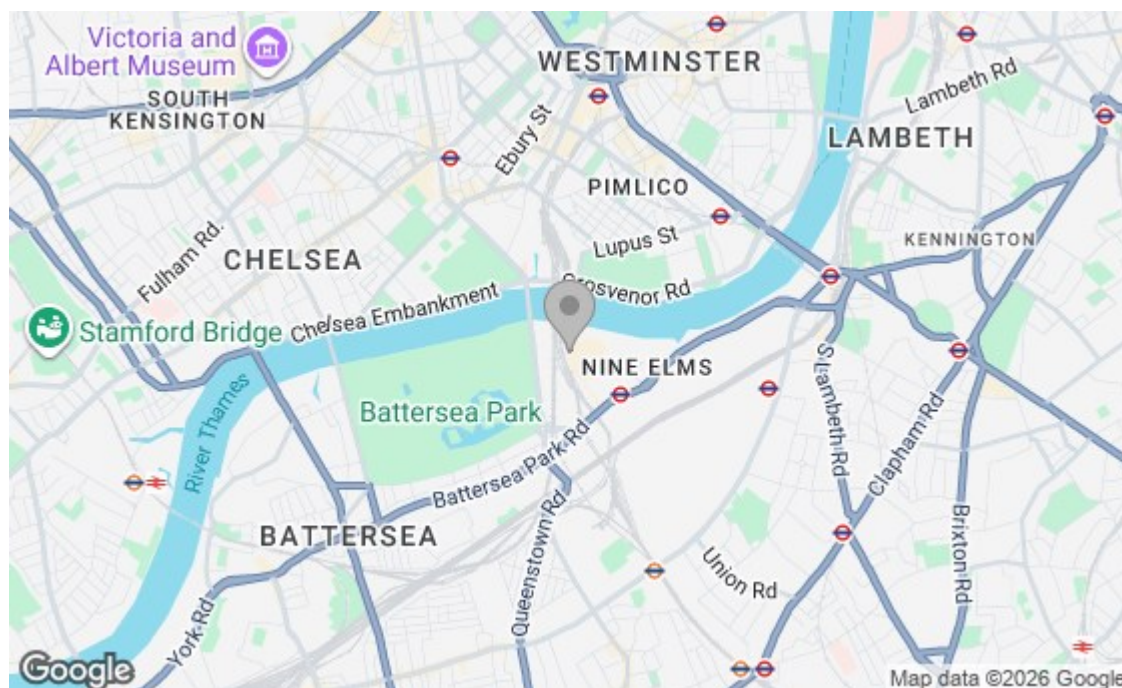 Victoria and
Albert Museum
SOUTH
KENSINGTON
WESTMINSTER
Ebury St
Lambeth Rd
LAMBETH
PIMLICO
Lupus St
KENNINGTON
Fulham Rd.
CHELSEA
Grosvenor Rd
Chelsea Embankment
Stamford Bridge
NINE ELMS
River Thames
Battersea Park
S Lambeth Rd
Clapham Rd
Battersea Park Rd
BATTERSEA
Queenstown Rd
Union Rd
Brixton Rd
York Rd
Google
Map data ©2026 Google